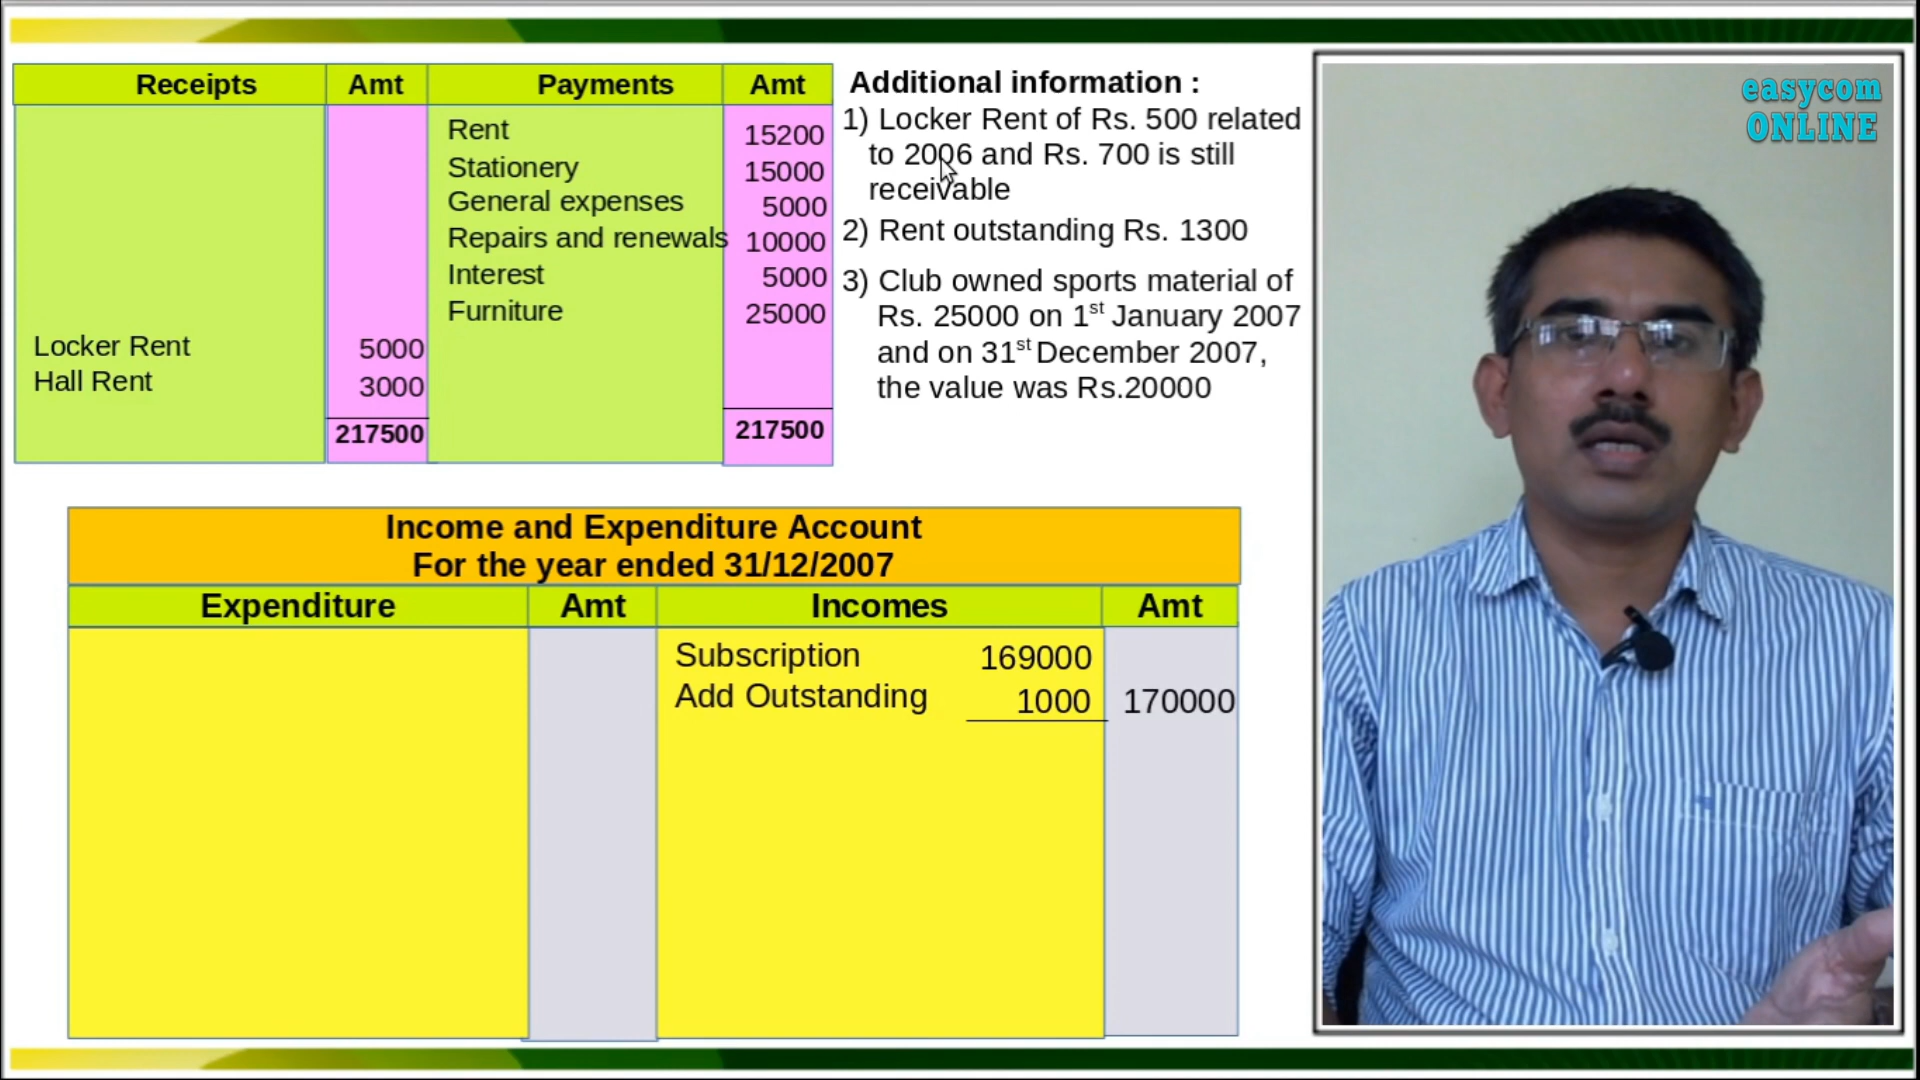 Receipts Amt Payments Amt
Rent 15200
Stationery 15000
General expenses 5000
Repairs and renewals 10000
Interest 5000
Furniture 25000
Locker Rent 5000
Hall Rent 3000
217500 217500
Additional information :
1) Locker Rent of Rs. 500 related
to 2006 and Rs. 700 is still
receivable
2) Rent outstanding Rs. 1300
3) Club owned sports material of
Rs. 25000 on 1st January 2007
and on 31st December 2007,
the value was Rs.20000
easycom
ONLINE
Income and Expenditure Account
For the year ended 31/12/2007
Expenditure Amt Incomes Amt
Subscription 169000
Add Outstanding 1000 170000